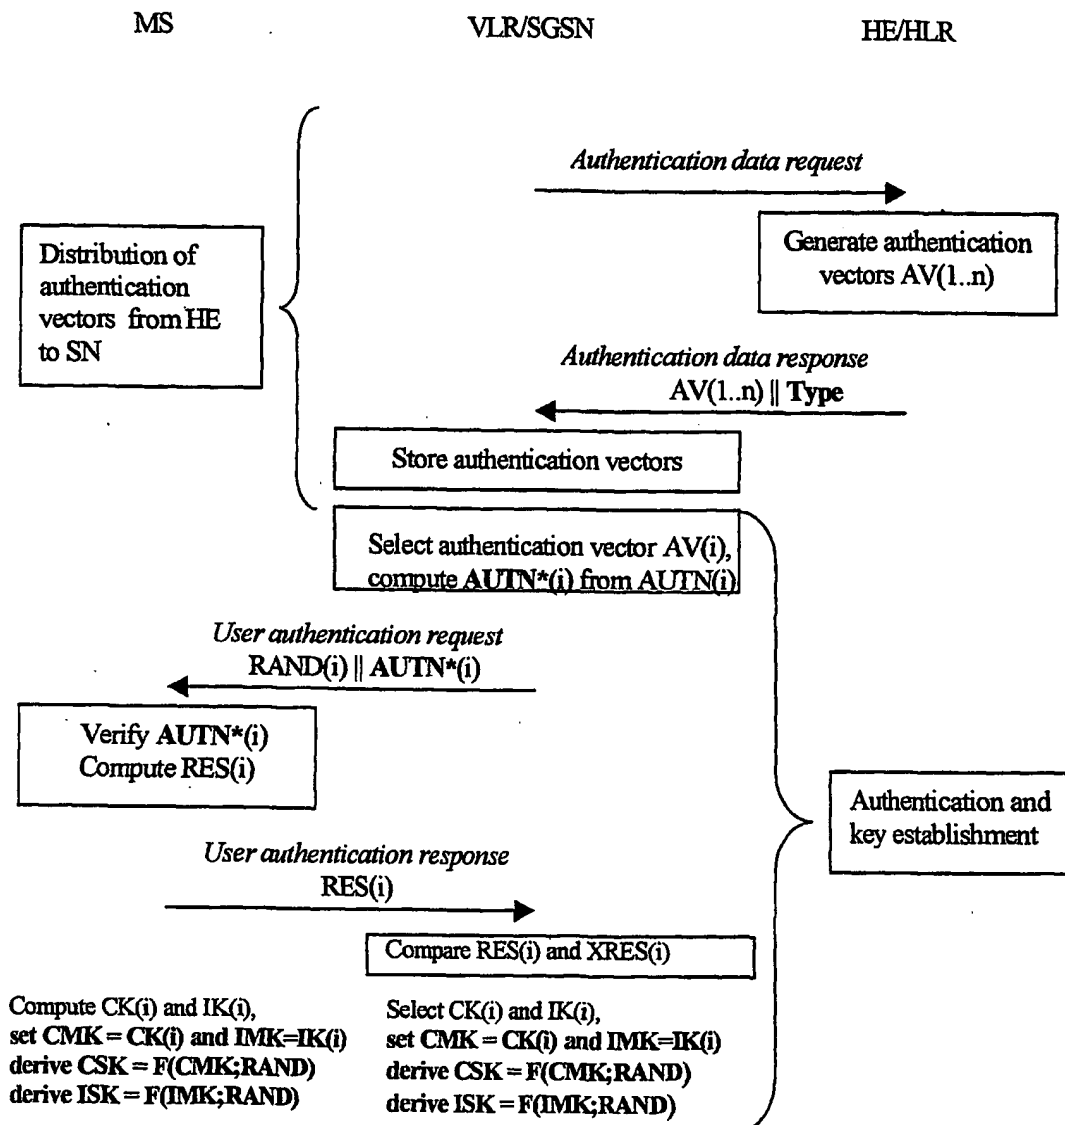 MS VLR/SGSN HE/HLR
Authentication data request
Distribution of
authentication
vectors from HE
to SN
Generate authentication
vectors AV(1..n)
Authentication data response
AV(1..n) || Type
Store authentication vectors
Select authentication vector AV(i),
compute AUTN*(i) from AUTN(i)
User authentication request
RAND(i) || AUTN*(i)
Verify AUTN*(i)
Compute RES(i)
Authentication and
key establishment
User authentication response
RES(i)
Compare RES(i) and XRES(i)
Compute CK(i) and IK(i),
set CMK = CK(i) and IMK=IK(i)
derive CSK = F(CMK;RAND)
derive ISK = F(IMK;RAND)
Select CK(i) and IK(i),
set CMK = CK(i) and IMK=IK(i)
derive CSK = F(CMK;RAND)
derive ISK = F(IMK;RAND)